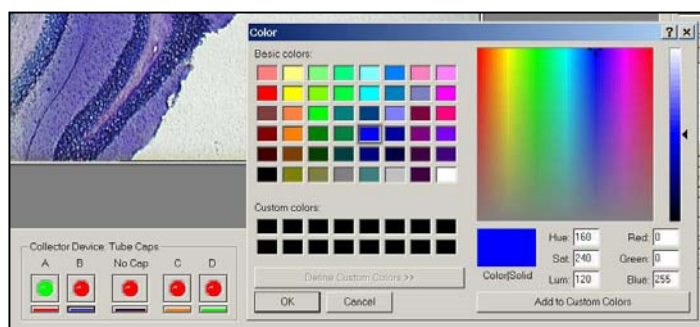 Color
? ×
Basic colors:
Custom colors:
Define Custom Colors >>
OK
Cancel
Color|Solid
Hue: 160
Sat: 240
Lum: 120
Red: 0
Green: 0
Blue: 255
Add to Custom Colors
Collector Device: Tube Caps
A B No Cap C D